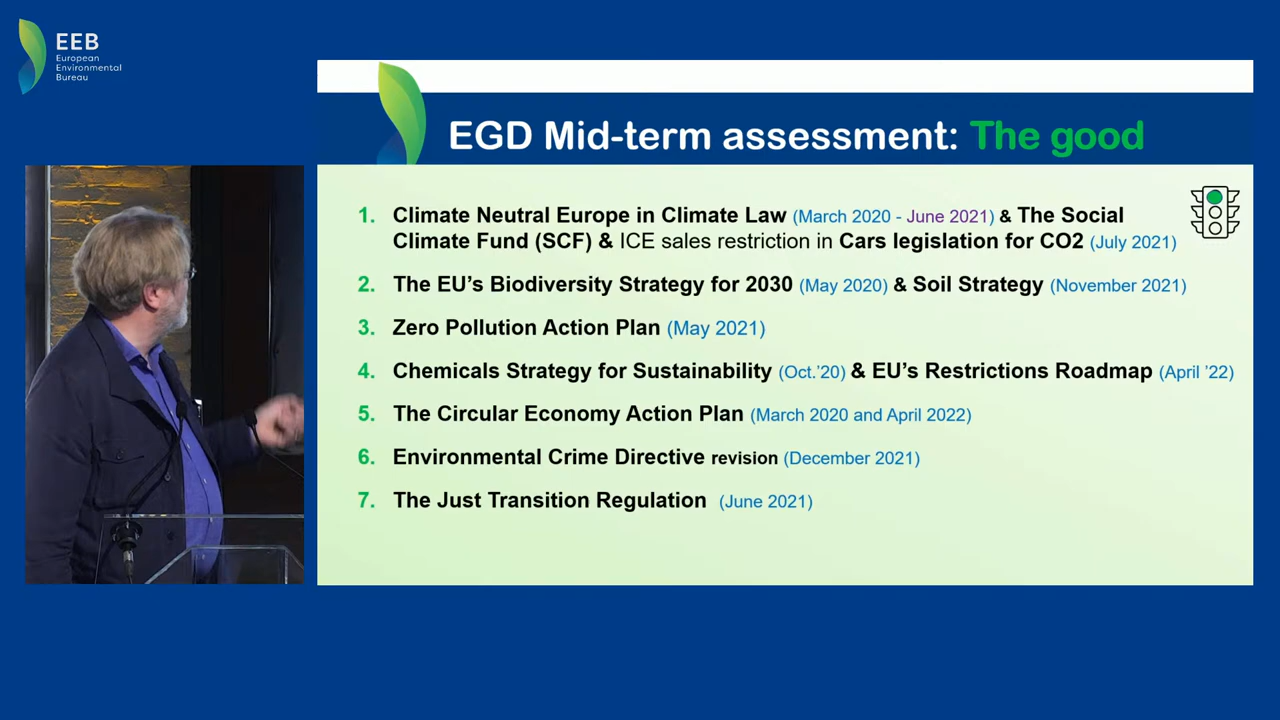 EEB
European
Environmental
Bureau
EGD Mid-term assessment: The good
1. Climate Neutral Europe in Climate Law (March 2020 - June 2021) & The Social
Climate Fund (SCF) & ICE sales restriction in Cars legislation for CO2 (July 2021)
2. The EU’s Biodiversity Strategy for 2030 (May 2020) & Soil Strategy (November 2021)
3. Zero Pollution Action Plan (May 2021)
4. Chemicals Strategy for Sustainability (Oct.’20) & EU’s Restrictions Roadmap (April ’22)
5. The Circular Economy Action Plan (March 2020 and April 2022)
6. Environmental Crime Directive revision (December 2021)
7. The Just Transition Regulation (June 2021)